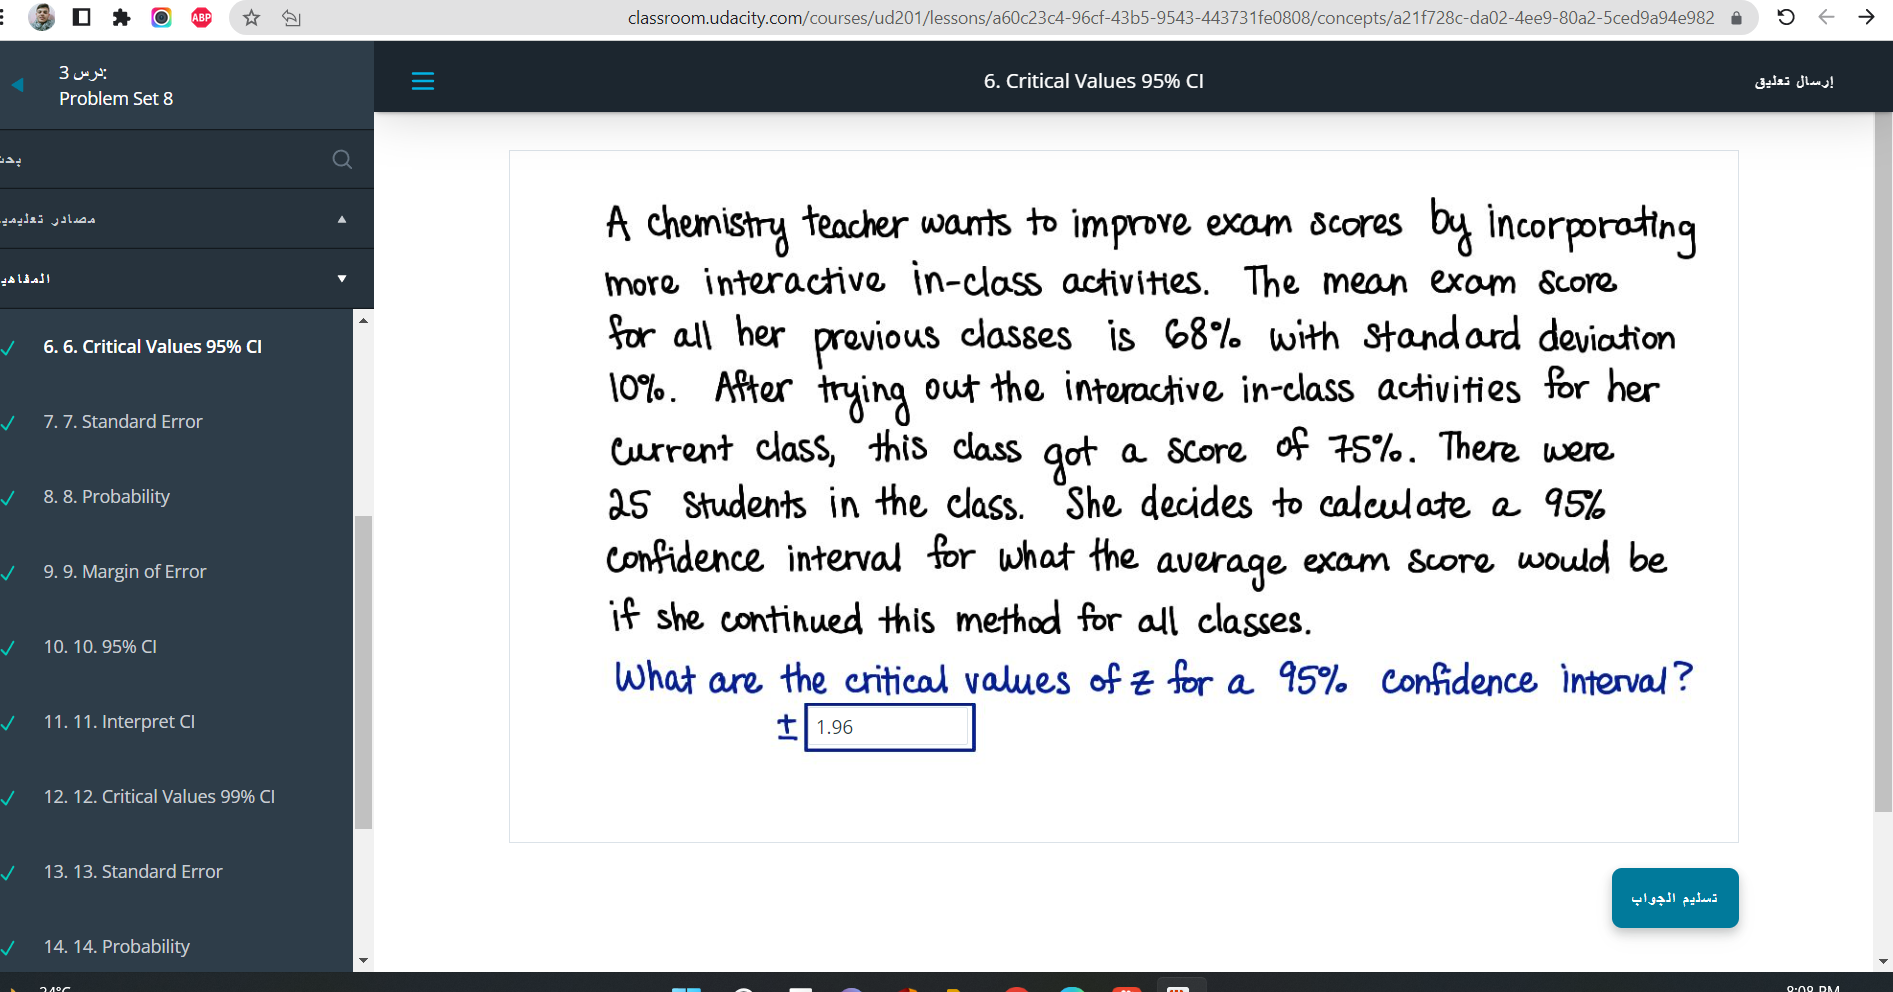 ABP
classroom.udacity.com/courses/ud201/lessons/a60c23c4-96cf-43b5-9543-443731fe0808/concepts/a21f728c-da02-4ee9-80a2-5ced9a94e982
درس 3:
Problem Set 8
6. Critical Values 95% CI
إرسال تعليق
مصادر تعليمي
المفاهي
6. 6. Critical Values 95% CI
7. 7. Standard Error
8. 8. Probability
9. 9. Margin of Error
10. 10. 95% CI
11. 11. Interpret CI
12. 12. Critical Values 99% CI
13. 13. Standard Error
14. 14. Probability
A chemistry teacher wants to improve exam scores by incorporating
more interactive in-class activities. The mean exam score
for all her previous classes is 68% with standard deviation
10%. After trying out the interactive in-class activities for her
current class, this class got a score of 75%. There were
25 students in the class. She decides to calculate a 95%
confidence interval for what the average exam score would be
if she continued this method for all classes.
What are the critical values of z for a 95% confidence interval?
± 1.96
تسليم الجواب
24°C
8:08 PM